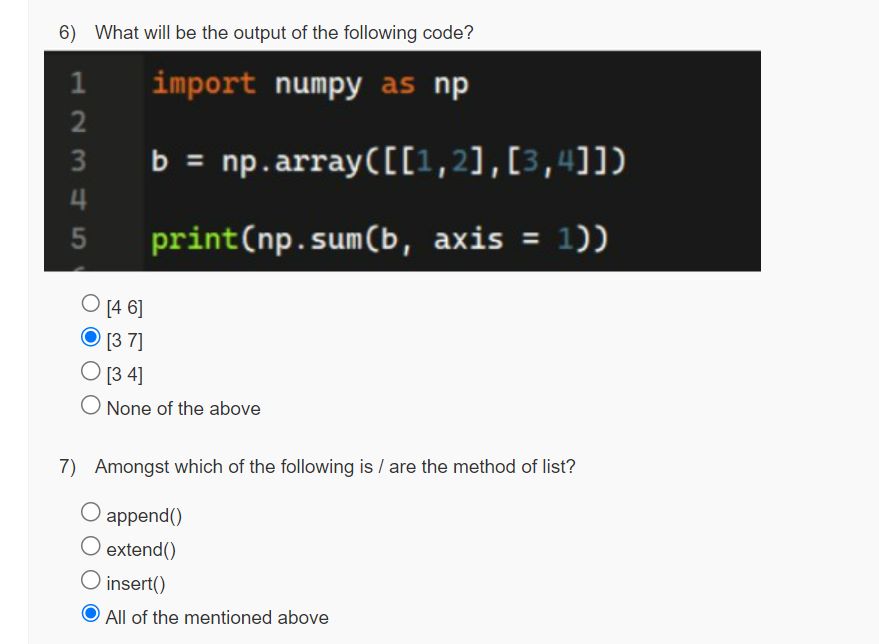 6) What will be the output of the following code?
1 import numpy as np
2
3 b = np.array([[1,2],[3,4]])
4
5 print(np.sum(b, axis = 1))
[4 6]
[3 7]
[3 4]
None of the above
7) Amongst which of the following is / are the method of list?
append()
extend()
insert()
All of the mentioned above